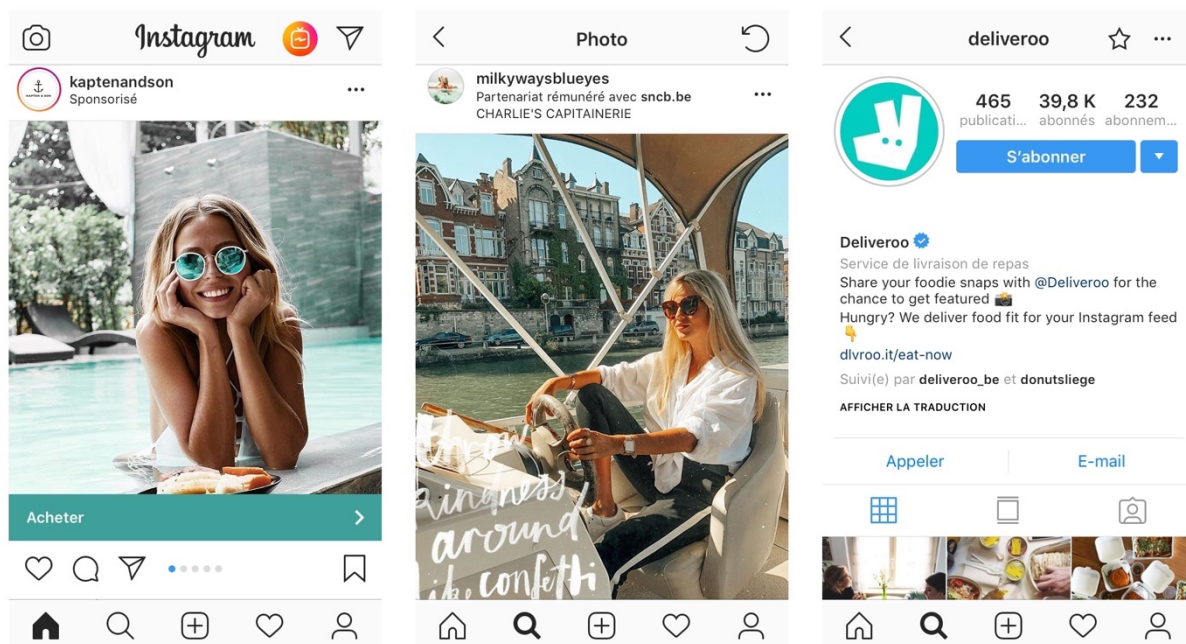 Instagram
kaptenandson
Sponsorisé
Acheter
Photo
milkywaysblueyes
Partenariat rémunéré avec sncb.be
CHARLIE'S CAPITAINERIE
throw
kindness
around
like confetti
deliveroo
465 39,8 K 232
publicati... abonnés abonnem...
S'abonner
Deliveroo
Service de livraison de repas
Share your foodie snaps with @Deliveroo for the
chance to get featured 📸
Hungry? We deliver food fit for your Instagram feed
👇
dlvroo.it/eat-now
Suivi(e) par deliveroo_be et donutsliege
AFFICHER LA TRADUCTION
Appeler E-mail